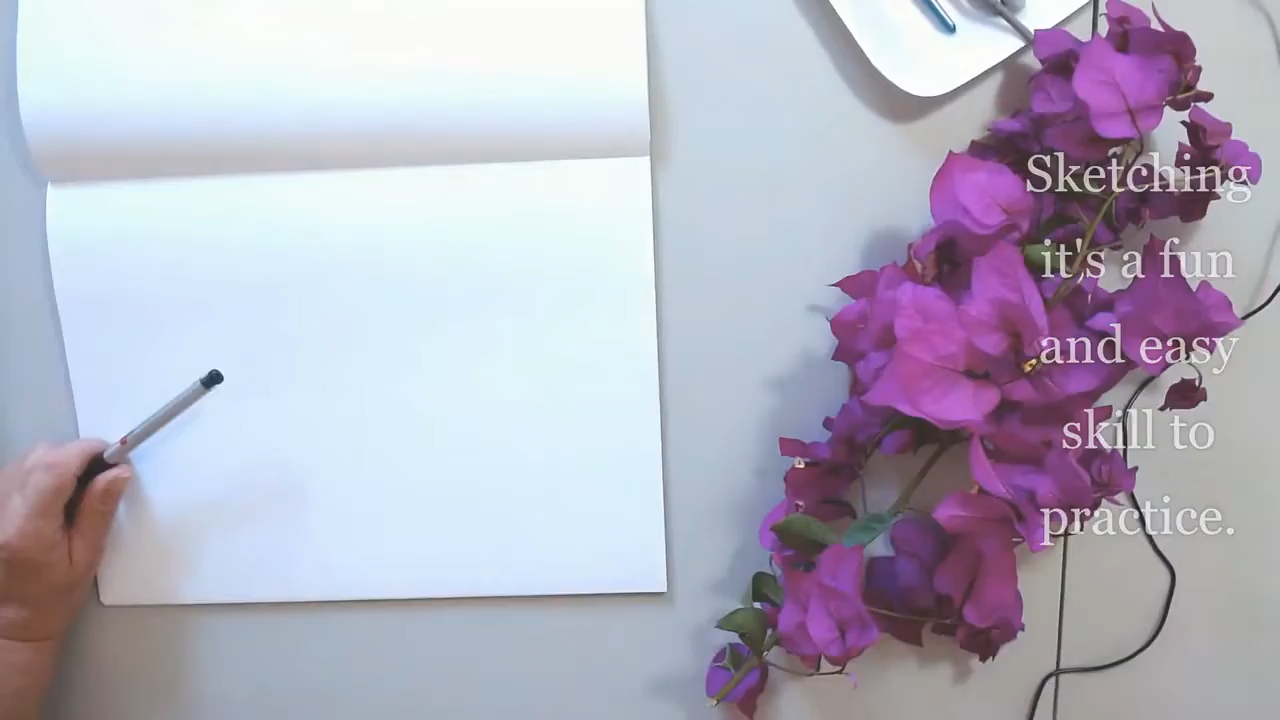 Sketching
it's a fun
and easy
skill to
practice.